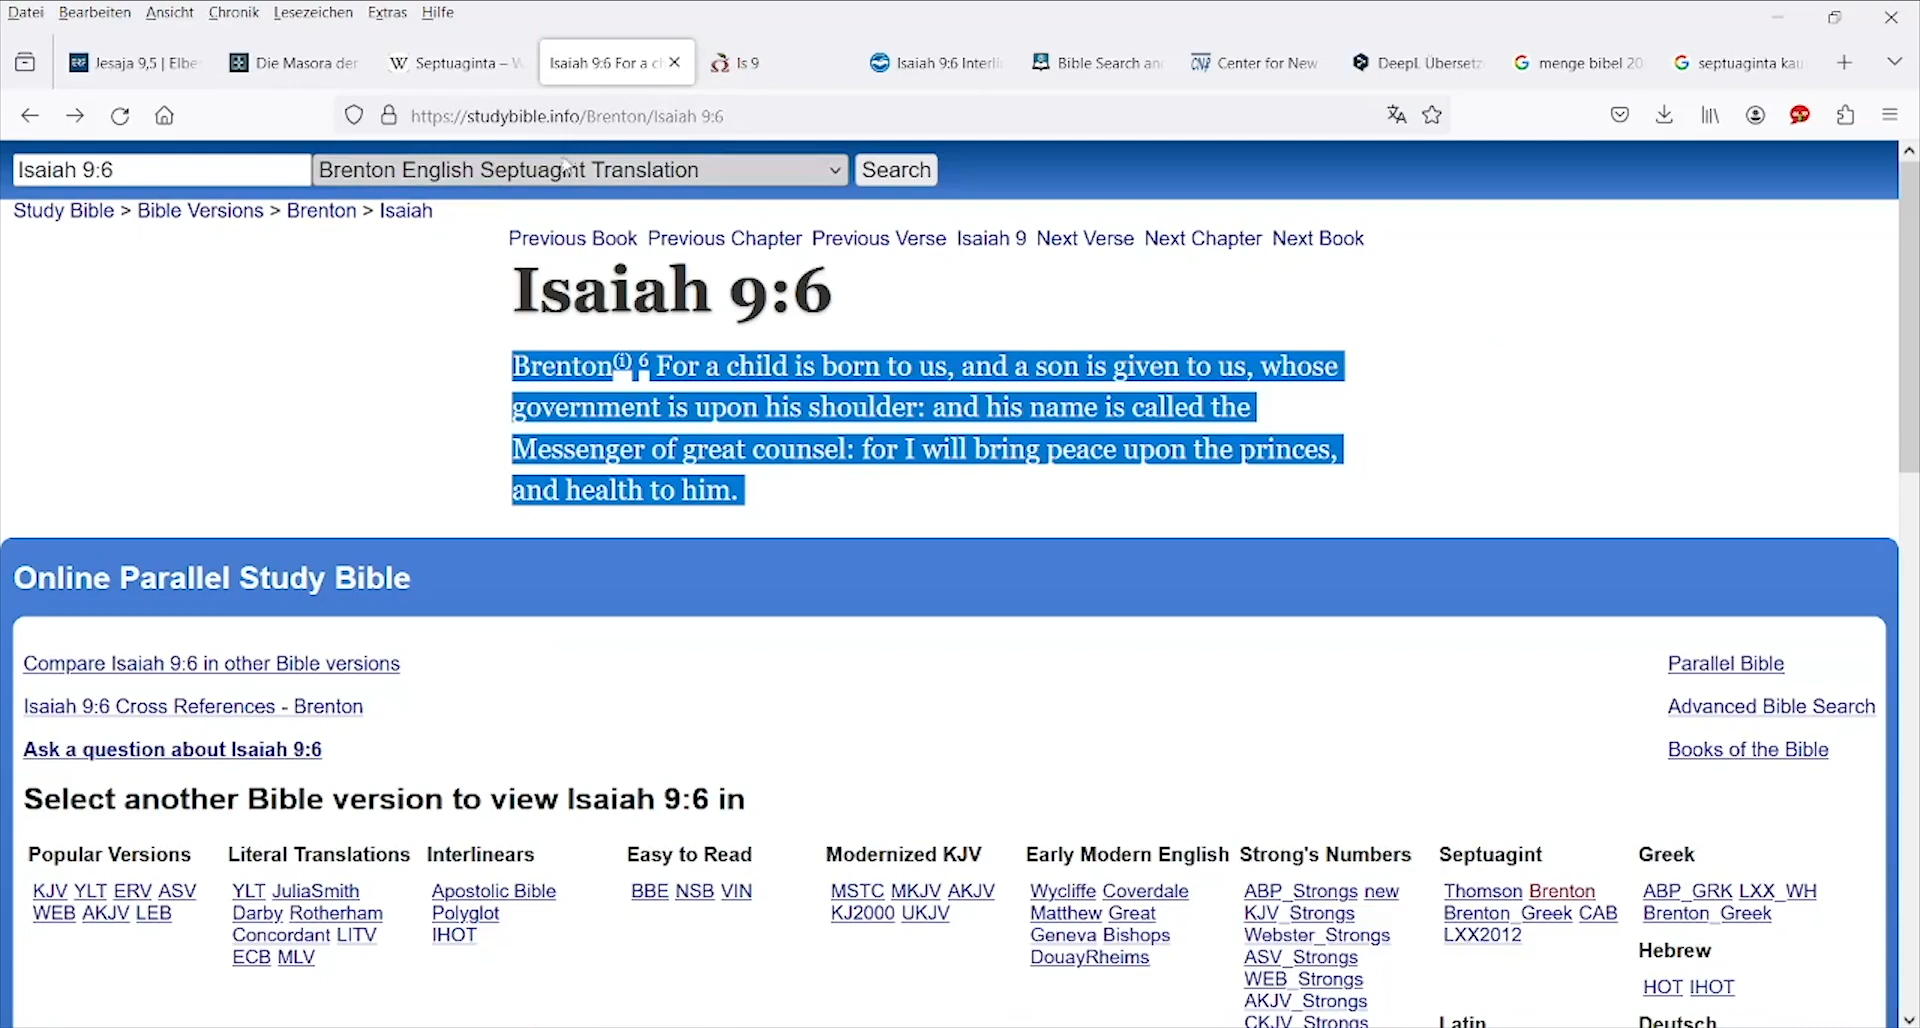 Datei Bearbeiten Ansicht Chronik Lesezeichen Extras Hilfe
Jesaja 9,5 | Elbe Die Masora der Septuaginta – W Isaiah 9:6 For a ch Is 9 Isaiah 9:6 Interli Bible Search and Center for New DeepL Übersetz menge bibel 20 septuaginta kau
https://studybible.info/Brenton/Isaiah 9:6
Isaiah 9:6 Brenton English Septuagint Translation Search
Study Bible > Bible Versions > Brenton > Isaiah
Previous Book Previous Chapter Previous Verse Isaiah 9 Next Verse Next Chapter Next Book
Isaiah 9:6
Brenton(i) 6 For a child is born to us, and a son is given to us, whose
government is upon his shoulder: and his name is called the
Messenger of great counsel: for I will bring peace upon the princes,
and health to him.
Online Parallel Study Bible
Compare Isaiah 9:6 in other Bible versions Parallel Bible
Isaiah 9:6 Cross References - Brenton Advanced Bible Search
Ask a question about Isaiah 9:6 Books of the Bible
Select another Bible version to view Isaiah 9:6 in
Popular Versions
KJV YLT ERV ASV
WEB AKJV LEB
Literal Translations
YLT JuliaSmith
Darby Rotherham
Concordant LITV
ECB MLV
Interlinears
Apostolic Bible
Polyglot
IHOT
Easy to Read
BBE NSB VIN
Modernized KJV
MSTC MKJV AKJV
KJ2000 UKJV
Early Modern English
Wycliffe Coverdale
Matthew Great
Geneva Bishops
DouayRheims
Strong's Numbers
ABP_Strongs new
KJV_Strongs
Webster_Strongs
ASV_Strongs
WEB_Strongs
AKJV_Strongs
CKJV_Strongs
Septuagint
Thomson Brenton
Brenton_Greek CAB
LXX2012
Latin
Greek
ABP_GRK LXX_WH
Brenton_Greek
Hebrew
HOT IHOT
Deutsch